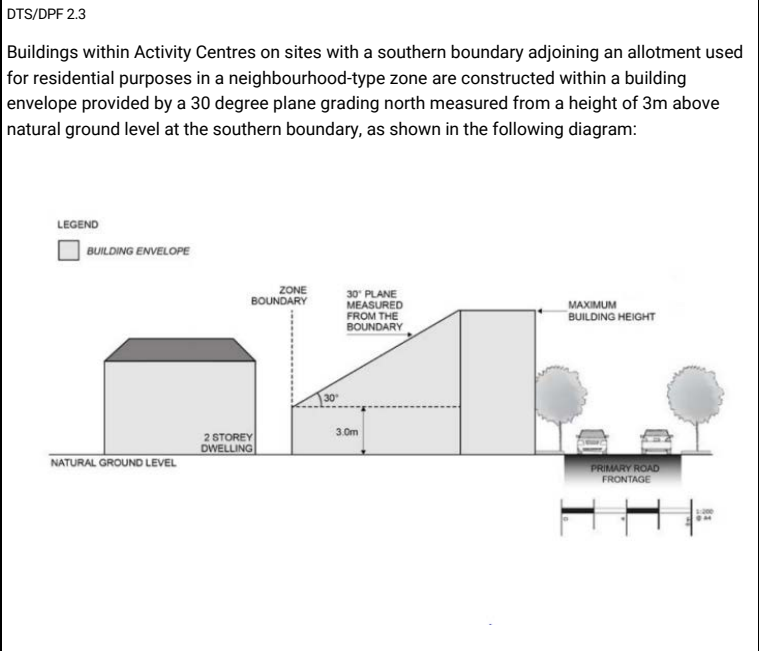 DTS/DPF 2.3
Buildings within Activity Centres on sites with a southern boundary adjoining an allotment used
for residential purposes in a neighbourhood-type zone are constructed within a building
envelope provided by a 30 degree plane grading north measured from a height of 3m above
natural ground level at the southern boundary, as shown in the following diagram:
LEGEND
BUILDING ENVELOPE
ZONE
BOUNDARY
30° PLANE
MEASURED
FROM THE
BOUNDARY
MAXIMUM
BUILDING HEIGHT
30°
3.0m
2 STOREY
DWELLING
NATURAL GROUND LEVEL
PRIMARY ROAD
FRONTAGE
0
4
1:200
@ A4